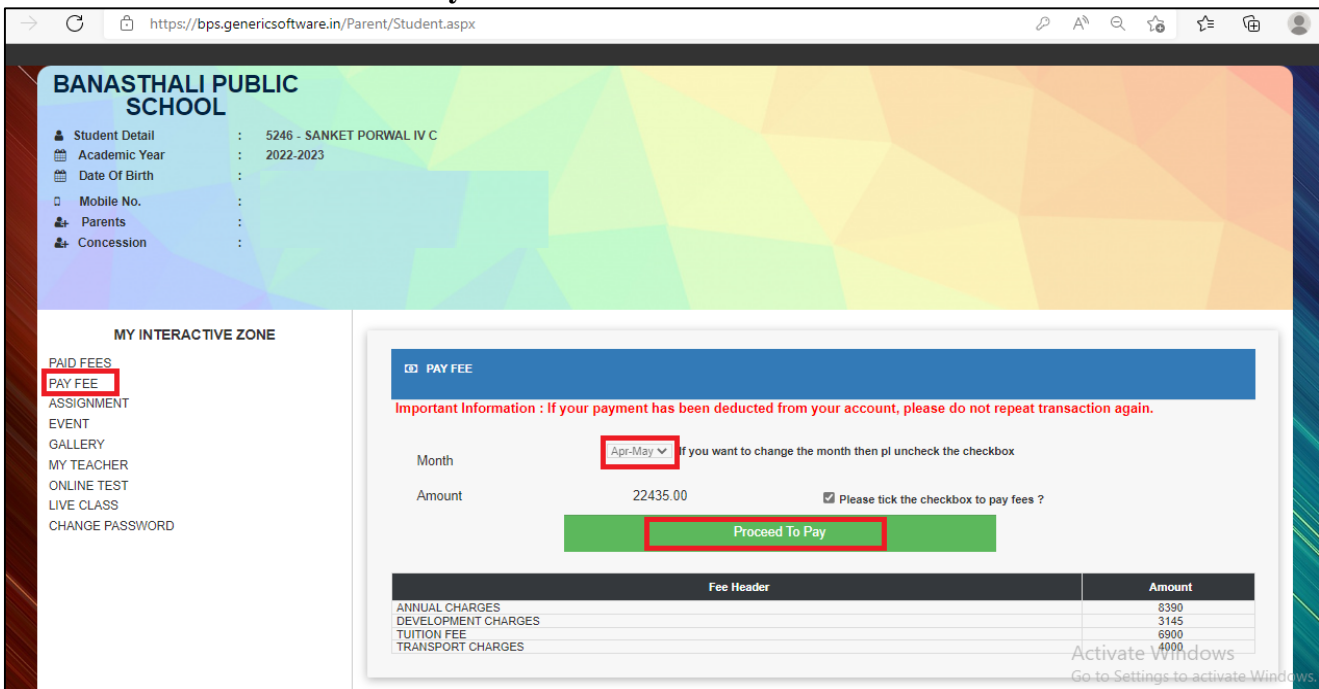 https://bps.genericsoftware.in/Parent/Student.aspx
BANASTHALI PUBLIC
SCHOOL
Student Detail : 5246 - SANKET PORWAL IV C
Academic Year : 2022-2023
Date Of Birth :
Mobile No. :
Parents :
Concession :
MY INTERACTIVE ZONE
PAID FEES
PAY FEE
ASSIGNMENT
EVENT
GALLERY
MY TEACHER
ONLINE TEST
LIVE CLASS
CHANGE PASSWORD
PAY FEE
Important Information : If your payment has been deducted from your account, please do not repeat transaction again.
Month Apr-May If you want to change the month then pl uncheck the checkbox
Amount 22435.00 Please tick the checkbox to pay fees ?
Proceed To Pay
Fee Header Amount
ANNUAL CHARGES 8390
DEVELOPMENT CHARGES 3145
TUITION FEE 6900
TRANSPORT CHARGES 4000
Activate Windows
Go to Settings to activate Windows.